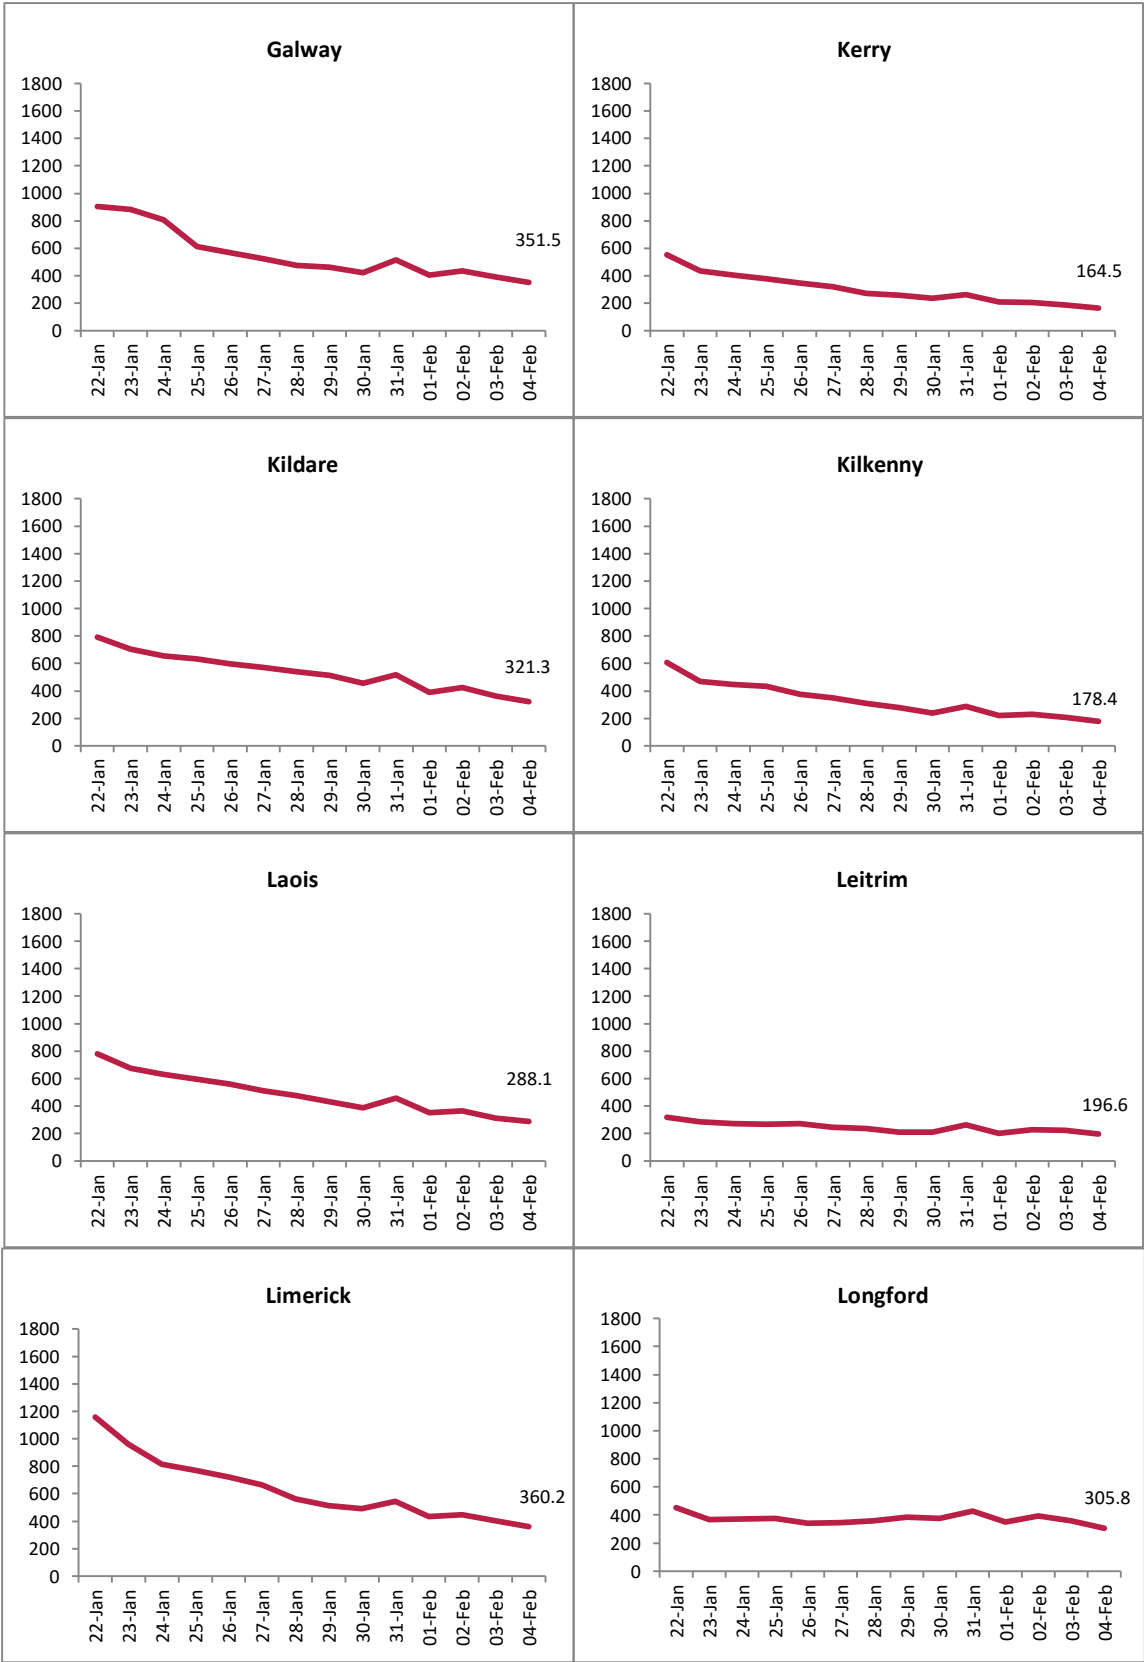 Galway
1800
1600
1400
1200
1000
800
600
400
200
0
351.5
22-Jan
23-Jan
24-Jan
25-Jan
26-Jan
27-Jan
28-Jan
29-Jan
30-Jan
31-Jan
01-Feb
02-Feb
03-Feb
04-Feb
Kerry
1800
1600
1400
1200
1000
800
600
400
200
0
164.5
22-Jan
23-Jan
24-Jan
25-Jan
26-Jan
27-Jan
28-Jan
29-Jan
30-Jan
31-Jan
01-Feb
02-Feb
03-Feb
04-Feb
Kildare
1800
1600
1400
1200
1000
800
600
400
200
0
321.3
22-Jan
23-Jan
24-Jan
25-Jan
26-Jan
27-Jan
28-Jan
29-Jan
30-Jan
31-Jan
01-Feb
02-Feb
03-Feb
04-Feb
Kilkenny
1800
1600
1400
1200
1000
800
600
400
200
0
178.4
22-Jan
23-Jan
24-Jan
25-Jan
26-Jan
27-Jan
28-Jan
29-Jan
30-Jan
31-Jan
01-Feb
02-Feb
03-Feb
04-Feb
Laois
1800
1600
1400
1200
1000
800
600
400
200
0
288.1
22-Jan
23-Jan
24-Jan
25-Jan
26-Jan
27-Jan
28-Jan
29-Jan
30-Jan
31-Jan
01-Feb
02-Feb
03-Feb
04-Feb
Leitrim
1800
1600
1400
1200
1000
800
600
400
200
0
196.6
22-Jan
23-Jan
24-Jan
25-Jan
26-Jan
27-Jan
28-Jan
29-Jan
30-Jan
31-Jan
01-Feb
02-Feb
03-Feb
04-Feb
Limerick
1800
1600
1400
1200
1000
800
600
400
200
0
360.2
22-Jan
23-Jan
24-Jan
25-Jan
26-Jan
27-Jan
28-Jan
29-Jan
30-Jan
31-Jan
01-Feb
02-Feb
03-Feb
04-Feb
Longford
1800
1600
1400
1200
1000
800
600
400
200
0
305.8
22-Jan
23-Jan
24-Jan
25-Jan
26-Jan
27-Jan
28-Jan
29-Jan
30-Jan
31-Jan
01-Feb
02-Feb
03-Feb
04-Feb